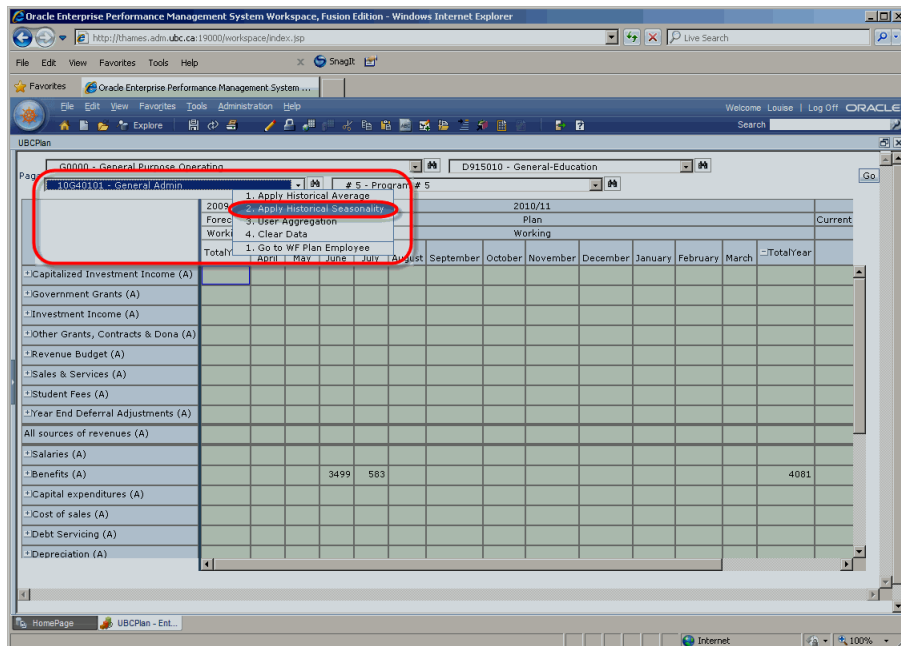 Oracle Enterprise Performance Management System Workspace, Fusion Edition - Windows Internet Explorer
http://thames.adm.ubc.ca:19000/workspace/index.jsp
Live Search
File Edit View Favorites Tools Help
x SnagIt
Favorites Oracle Enterprise Performance Management System ...
File Edit View Favorites Tools Administration Help
Welcome Louise | Log Off ORACLE
Explore
Search
UBCPlan
Page
G0000 - General Purpose Operating
D915010 - General-Education
Go
10G40101 - General Admin
# 5 - Program # 5
1. Apply Historical Average
2. Apply Historical Seasonality
3. User Aggregation
4. Clear Data
1. Go to WF Plan Employee
2009 2010/11
Forec Plan Current
Worki Working
TotalY April May June July August September October November December January February March TotalYear
Capitalized Investment Income (A)
Government Grants (A)
Investment Income (A)
Other Grants, Contracts & Dona (A)
Revenue Budget (A)
Sales & Services (A)
Student Fees (A)
Year End Deferral Adjustments (A)
All sources of revenues (A)
Salaries (A)
Benefits (A) 3499 583 4081
Capital expenditures (A)
Cost of sales (A)
Debt Servicing (A)
Depreciation (A)
HomePage UBCPlan - Ent...
Internet 100%